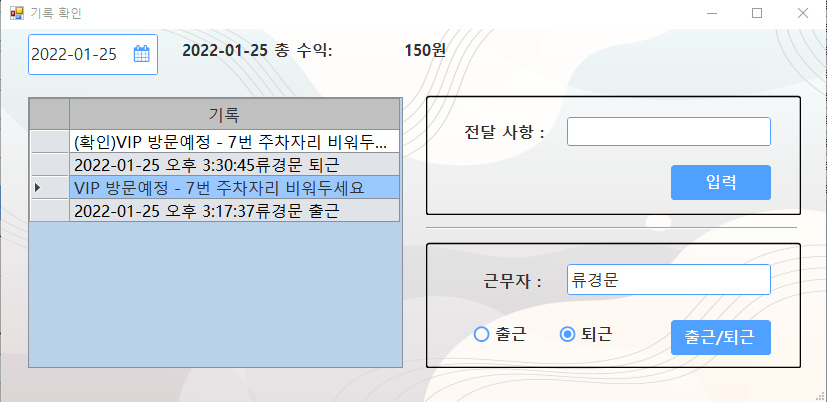 기록 확인
2022-01-25
2022-01-25 총 수익: 150원
기록
(확인)VIP 방문예정 - 7번 주차자리 비워두...
2022-01-25 오후 3:30:45류경문 퇴근
VIP 방문예정 - 7번 주차자리 비워두세요
2022-01-25 오후 3:17:37류경문 출근
전달 사항 :
입력
근무자 : 류경문
출근 퇴근 출근/퇴근